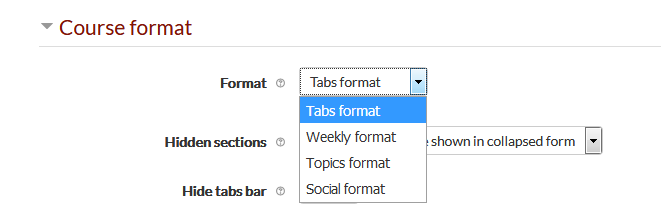 Course format
Format Tabs format
Tabs format
Weekly format
Hidden sections shown in collapsed form
Topics format
Social format
Hide tabs bar